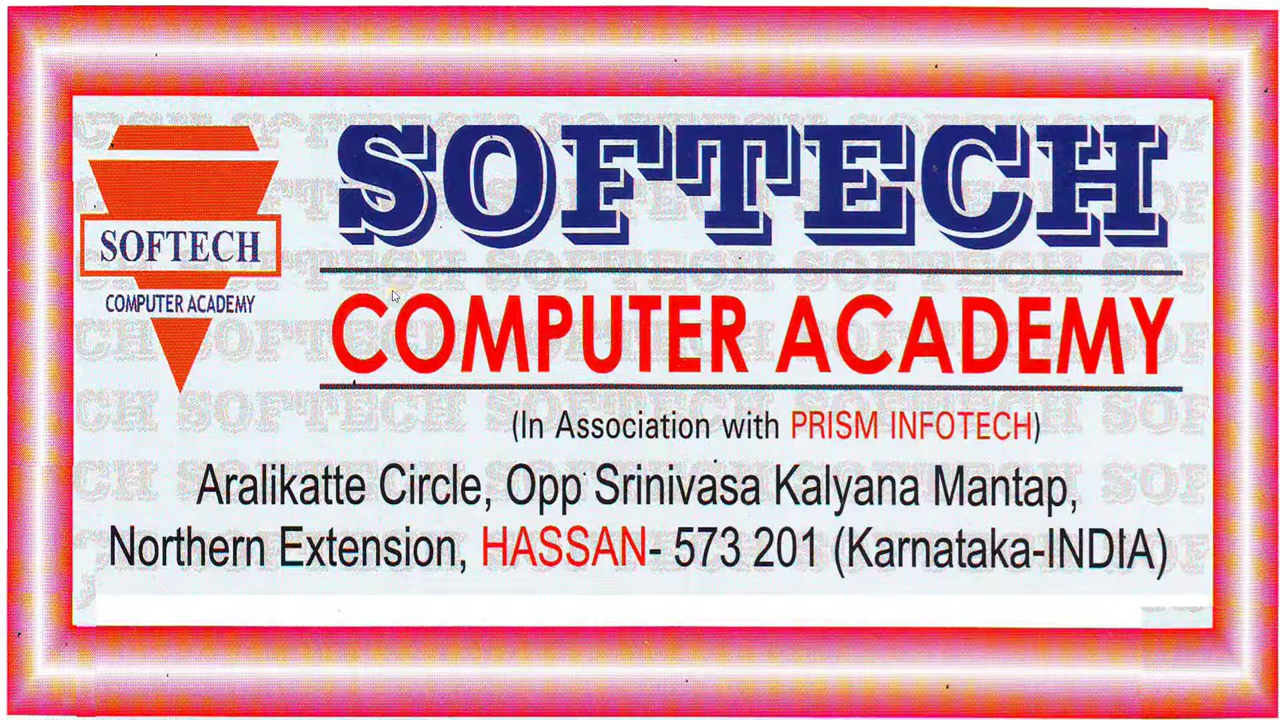 SOFTECH
COMPUTER ACADEMY
SOFTECH
COMPUTER ACADEMY
(In Association with PRISM INFOTECH)
Aralikatte Circle, Opp Srinivasa Kalyana Mantap,
Northern Extension, HASSAN- 573 201 (Karnataka-INDIA)